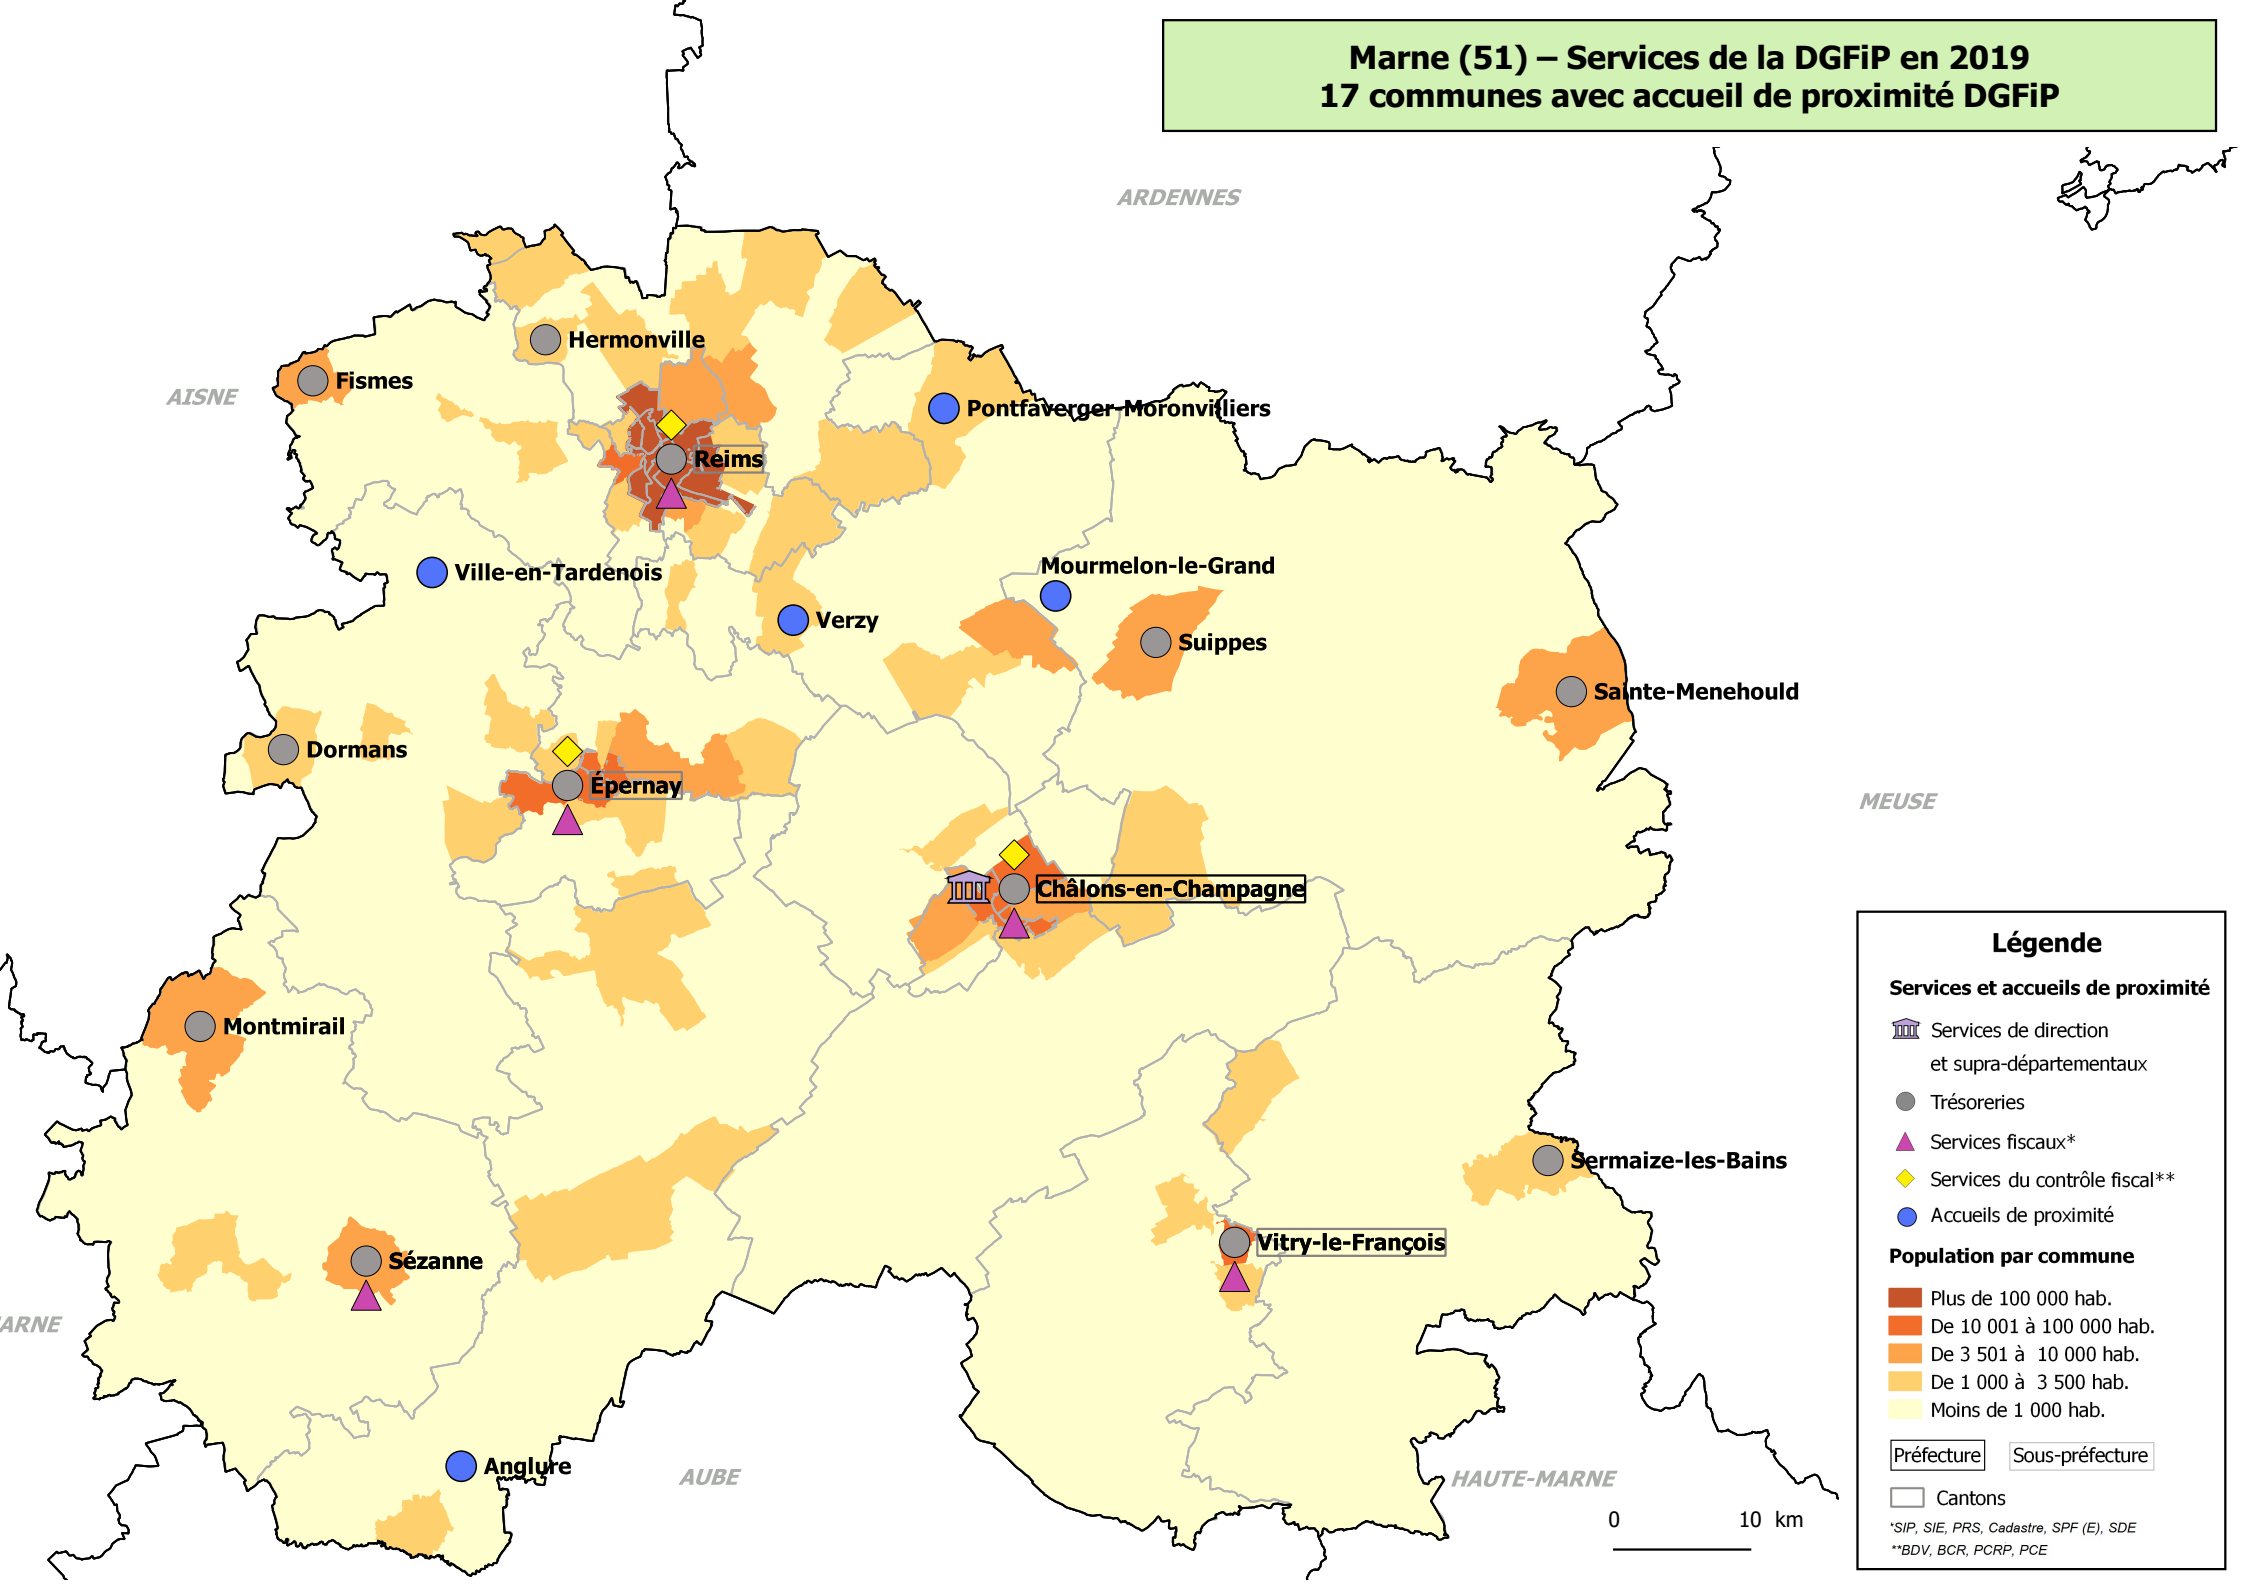 Marne (51) – Services de la DGFiP en 2019
17 communes avec accueil de proximité DGFiP
ARDENNES
Hermonville
Fismes
AISNE
Pontfaverger-Moronvilliers
Reims
Mourmelon-le-Grand
Ville-en-Tardenois
Verzy
Suippes
Sainte-Menehould
Dormans
Épernay
MEUSE
Châlons-en-Champagne
Montmirail
Sermaize-les-Bains
Vitry-le-François
Sézanne
ARNE
Anglure
AUBE
HAUTE-MARNE
0 10 km
Légende
Services et accueils de proximité
Services de direction
et supra-départementaux
Trésoreries
Services fiscaux*
Services du contrôle fiscal**
Accueils de proximité
Population par commune
Plus de 100 000 hab.
De 10 001 à 100 000 hab.
De 3 501 à 10 000 hab.
De 1 000 à 3 500 hab.
Moins de 1 000 hab.
Préfecture Sous-préfecture
Cantons
*SIP, SIE, PRS, Cadastre, SPF (E), SDE
**BDV, BCR, PCRP, PCE